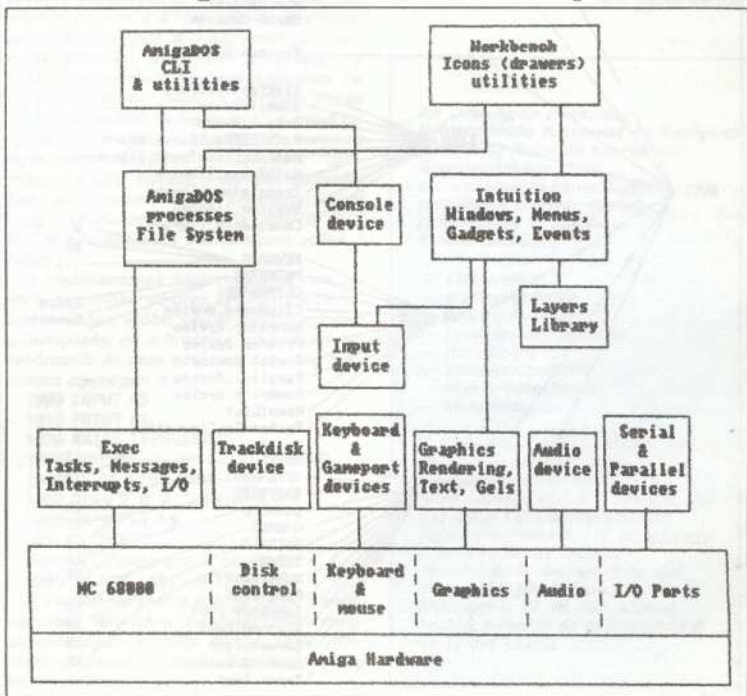 AmigaDOS
CLI
& utilities
Workbench
Icons (drawers)
utilities
AmigaDOS
processes
File System
Console
device
Intuition
Windows, Menus,
Gadgets, Events
Layers
Library
Input
device
Exec
Tasks, Messages,
Interrupts, I/O
Trackdisk
device
Keyboard
&
Gameport
devices
Graphics
Rendering,
Text, Gels
Audio
device
Serial
&
Parallel
devices
MC 68000
Disk
control
Keyboard
&
mouse
Graphics
Audio
I/O Ports
Amiga Hardware